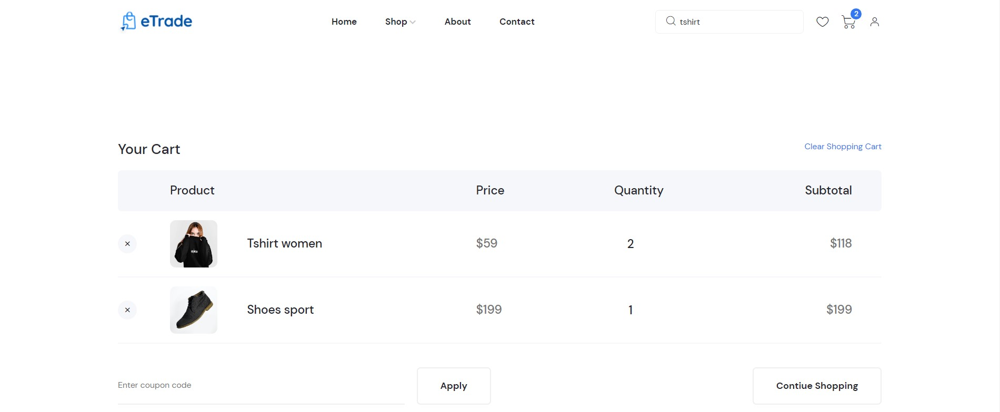 eTrade Home Shop About Contact tshirt 2
Your Cart Clear Shopping Cart
Product Price Quantity Subtotal
Tshirt women $59 2 $118
Shoes sport $199 1 $199
Enter coupon code Apply Contiue Shopping